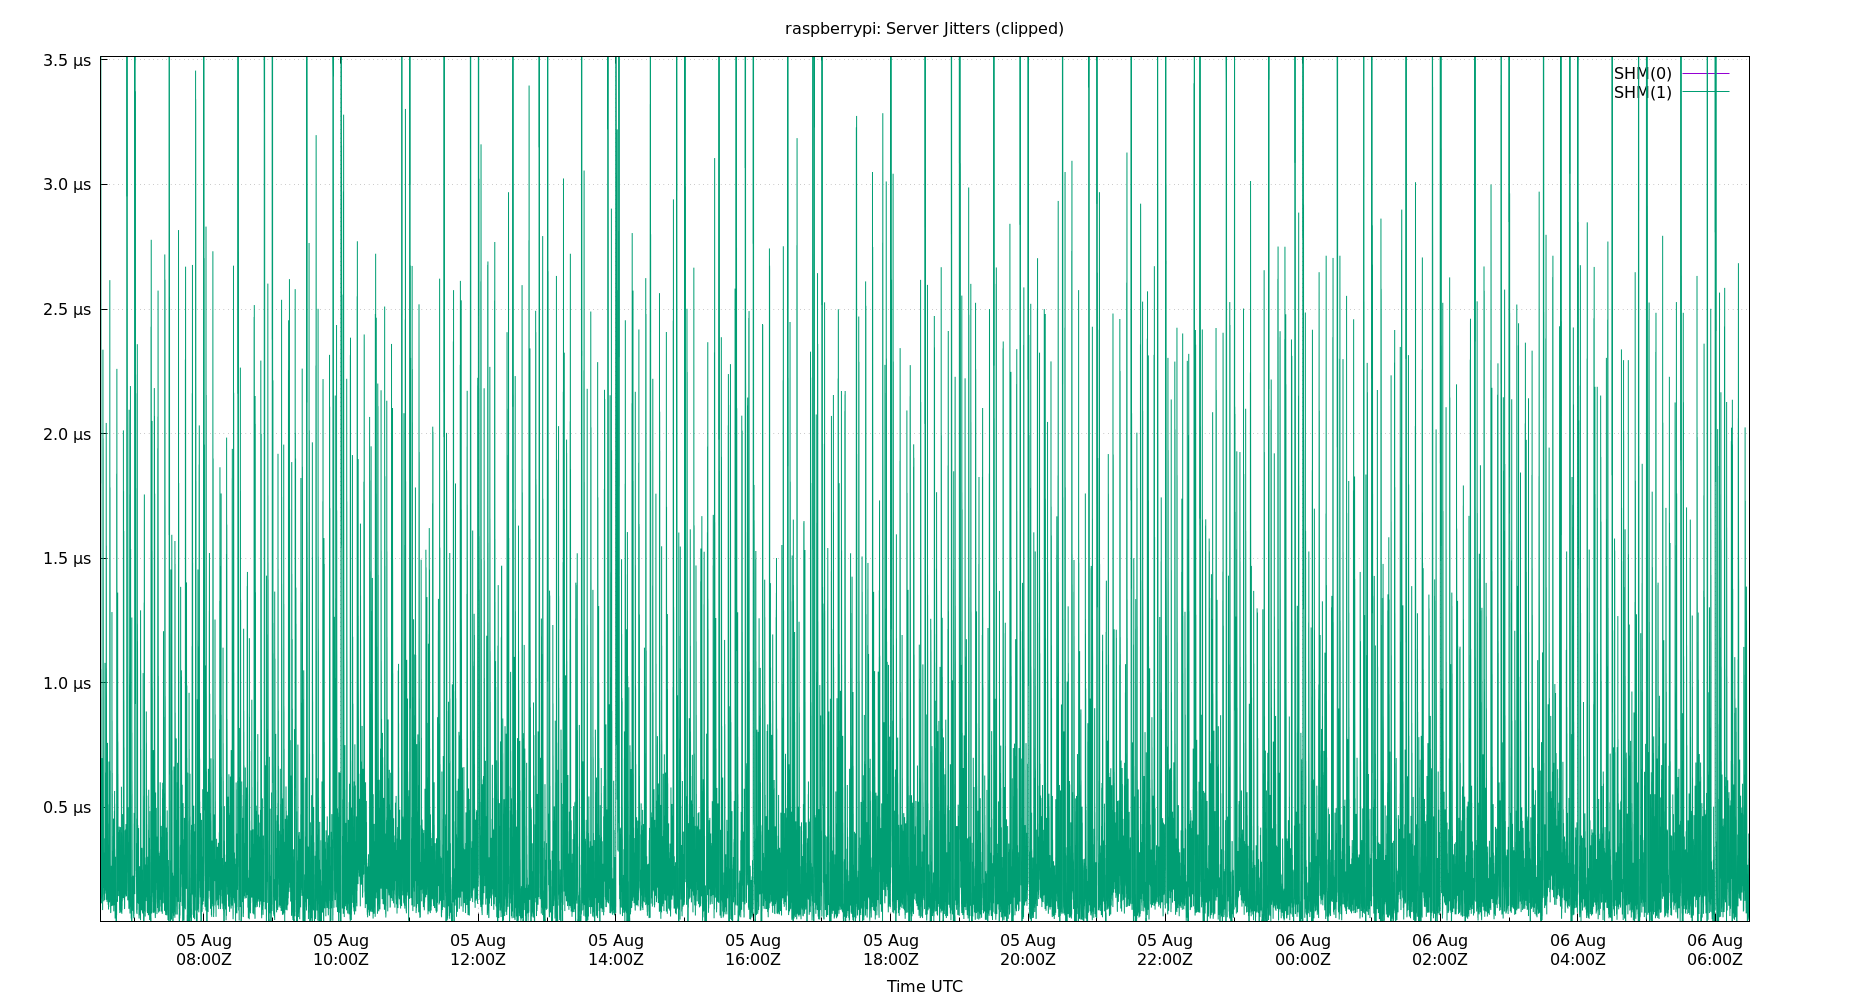 raspberrypi: Server Jitters (clipped)
3.5 µs
3.0 µs
2.5 µs
2.0 µs
1.5 µs
1.0 µs
0.5 µs
SHM(0)
SHM(1)
05 Aug 05 Aug 05 Aug 05 Aug 05 Aug 05 Aug 05 Aug 05 Aug 06 Aug 06 Aug 06 Aug 06 Aug
08:00Z 10:00Z 12:00Z 14:00Z 16:00Z 18:00Z 20:00Z 22:00Z 00:00Z 02:00Z 04:00Z 06:00Z
Time UTC